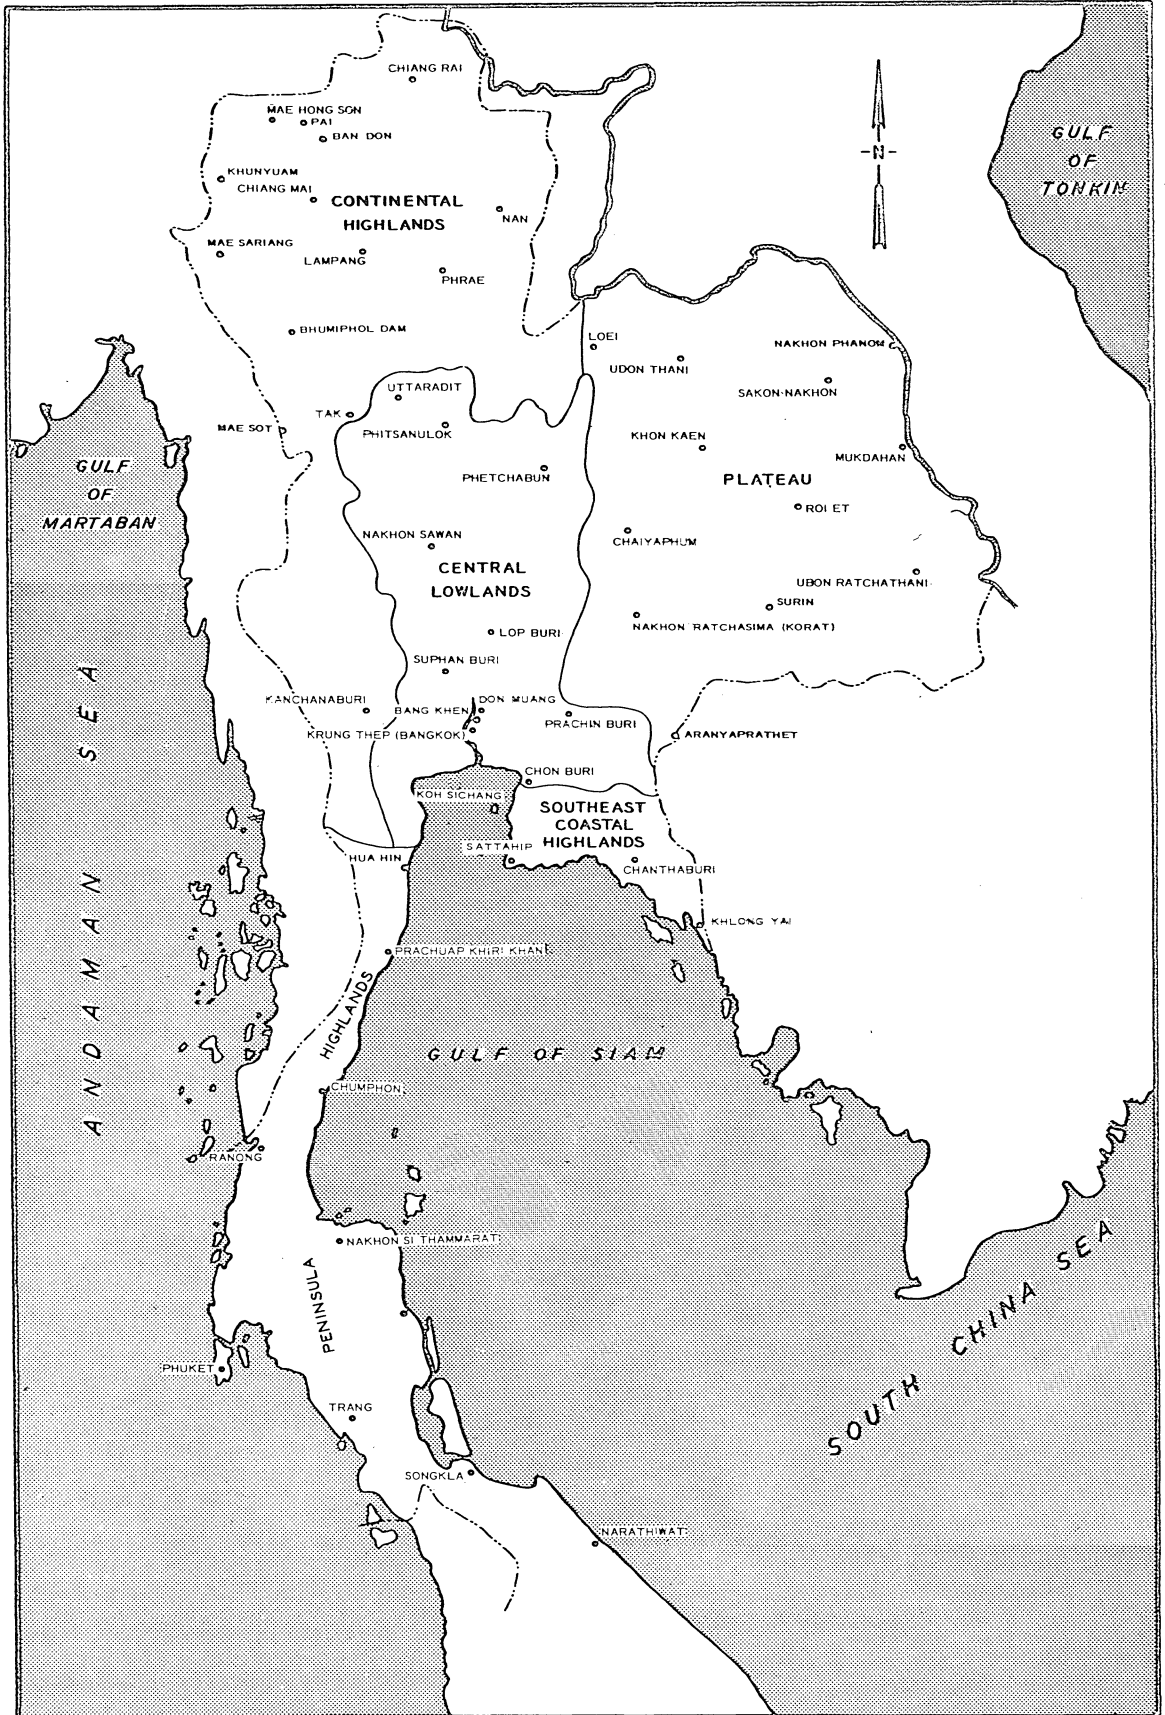 CHIANG RAI
MAE HONG SON
PAI
BAN DON
GULF
OF
TONKIN
N
KHUNYUAM
CHIANG MAI
CONTINENTAL
HIGHLANDS
NAN
MAE SARIANG
LAMPANG
PHRAE
BHUMIPHOL DAM
LOEI
UDON THANI
NAKHON PHANOM
SAKON-NAKHON
UTTARADIT
TAK
MAE SOT
PHITSANULOK
KHON KAEN
MUKDAHAN
GULF
OF
MARTABAN
PHETCHABUN
PLATEAU
ROI ET
NAKHON SAWAN
CHAIYAPHUM
CENTRAL
LOWLANDS
UBON RATCHATHANI
SURIN
NAKHON RATCHASIMA (KORAT)
LOP BURI
SUPHAN BURI
KANCHANABURI
BANG KHEN
DON MUANG
PRACHIN BURI
KRUNG THEP (BANGKOK)
ARANYAPRATHET
CHON BURI
KOH SICHANG
SOUTHEAST
COASTAL
HIGHLANDS
SATTAHIP
HUA HIN
CHANTHABURI
KHLONG YAI
ANDAMAN SEA
PRACHUAP KHIRI KHAN
HIGHLANDS
GULF OF SIAM
CHUMPHON
RANONG
NAKHON SI THAMMARAT
PENINSULA
SOUTH CHINA SEA
PHUKET
TRANG
SONGKLA
NARATHIWAT